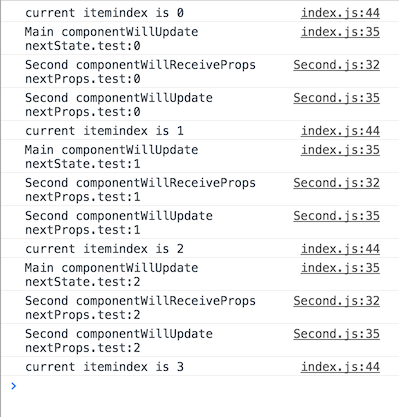 current itemindex is 0 index.js:44
Main componentWillUpdate index.js:35
nextState.test:0
Second componentWillReceiveProps Second.js:32
nextProps.test:0
Second componentWillUpdate Second.js:35
nextProps.test:0
current itemindex is 1 index.js:44
Main componentWillUpdate index.js:35
nextState.test:1
Second componentWillReceiveProps Second.js:32
nextProps.test:1
Second componentWillUpdate Second.js:35
nextProps.test:1
current itemindex is 2 index.js:44
Main componentWillUpdate index.js:35
nextState.test:2
Second componentWillReceiveProps Second.js:32
nextProps.test:2
Second componentWillUpdate Second.js:35
nextProps.test:2
current itemindex is 3 index.js:44
>